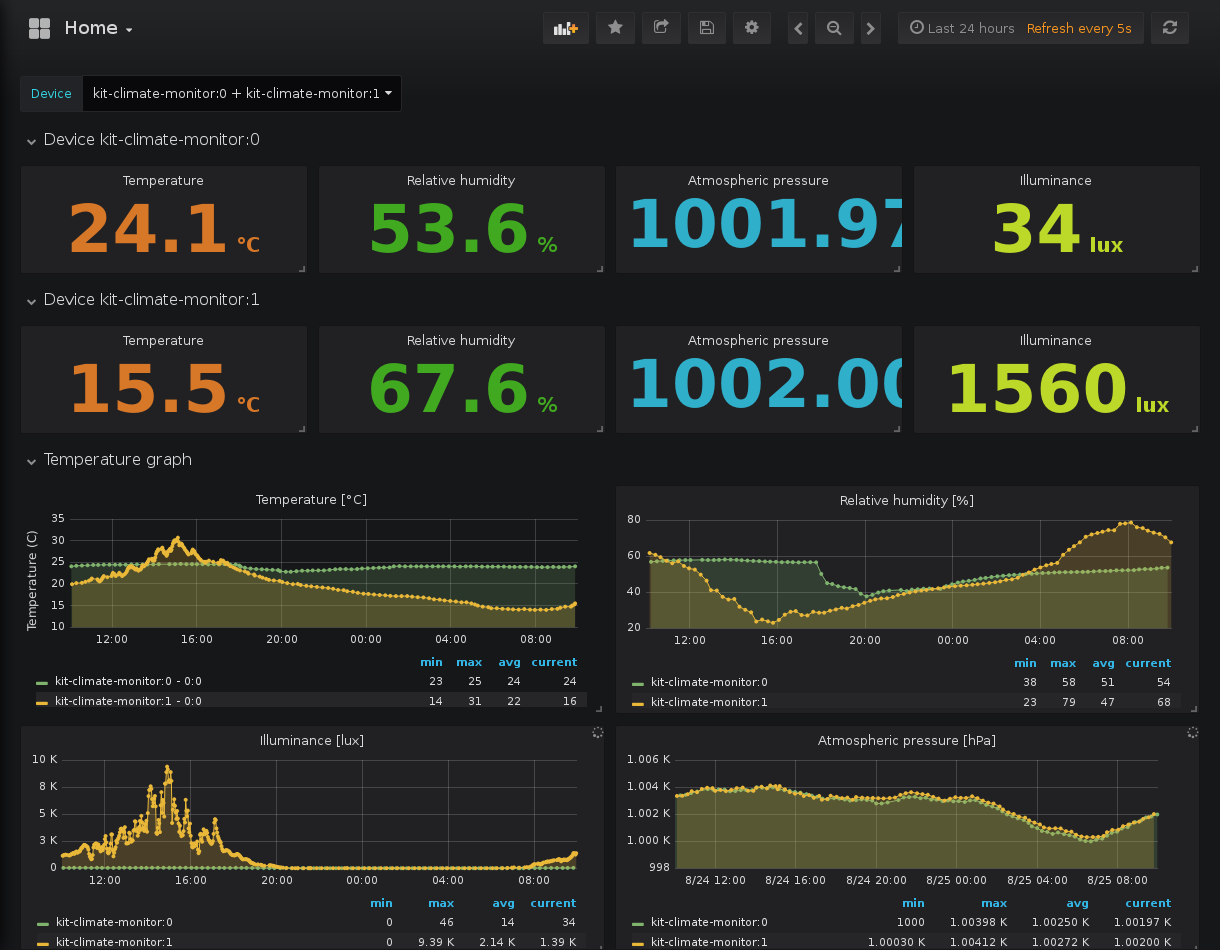 Home
Last 24 hours Refresh every 5s
Device kit-climate-monitor:0 + kit-climate-monitor:1
Device kit-climate-monitor:0
Temperature Relative humidity Atmospheric pressure Illuminance
24.1 °C 53.6 % 1001.97 34 lux
Device kit-climate-monitor:1
Temperature Relative humidity Atmospheric pressure Illuminance
15.5 °C 67.6 % 1002.00 1560 lux
Temperature graph
Temperature [°C]
Temperature (C)
35
30
25
20
15
10
12:00 16:00 20:00 00:00 04:00 08:00
min max avg current
kit-climate-monitor:0 - 0:0 23 25 24 24
kit-climate-monitor:1 - 0:0 14 31 22 16
Relative humidity [%]
80
60
40
20
12:00 16:00 20:00 00:00 04:00 08:00
min max avg current
kit-climate-monitor:0 38 58 51 54
kit-climate-monitor:1 23 79 47 68
Illuminance [lux]
10 K
8 K
5 K
3 K
0
12:00 16:00 20:00 00:00 04:00 08:00
min max avg current
kit-climate-monitor:0 0 46 14 34
kit-climate-monitor:1 0 9.39 K 2.14 K 1.39 K
Atmospheric pressure [hPa]
1.006 K
1.004 K
1.002 K
1.000 K
998
8/24 12:00 8/24 16:00 8/24 20:00 8/25 00:00 8/25 04:00 8/25 08:00
min max avg current
kit-climate-monitor:0 1000 1.00398 K 1.00250 K 1.00197 K
kit-climate-monitor:1 1.00030 K 1.00412 K 1.00272 K 1.00200 K